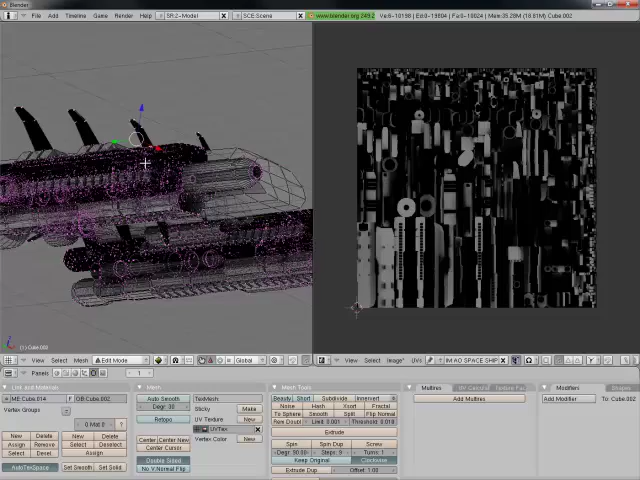 Blender
File Add Timeline Game Render Help SR:2-Model SCE:Scene www.blender.org 249.2 Ve:6-10198 | Ed:0-19804 | Fa:0-10024 | Mem:35.28M (18.81M) Cube.002
(1) Cube.002
View Select Mesh Edit Mode Global View Select Image* UVs IM:AO SPACE SHIP
Panels 1
Link and Materials Mesh Mesh Tools Multires Modifiers Shapes
ME:Cube.014 F OB:Cube.002 Auto Smooth TexMesh Beauty Short Subdivide Innervert Add Multires Add Modifier To: Cube.002
Vertex Groups Degr: 30 Sticky Make Noise Hash Xsort Fractal
Retopo UV Texture New To Sphere Smooth Split Flip Normal
0 Mat 0 ? UVTex Rem Doubl Limit: 0.001 Threshold: 0.018
New Delete New Delete Center Center New Vertex Color New Extrude
Assign Remove Select Deselect Center Cursor Spin Spin Dup Screw
Select Desel. Assign Double Sided Degr: 90.00 Steps: 9 Turns: 1
AutoTexSpace Set Smooth Set Solid No V.Normal Flip Keep Original Clockwise
Extrude Dup Offset: 1.00